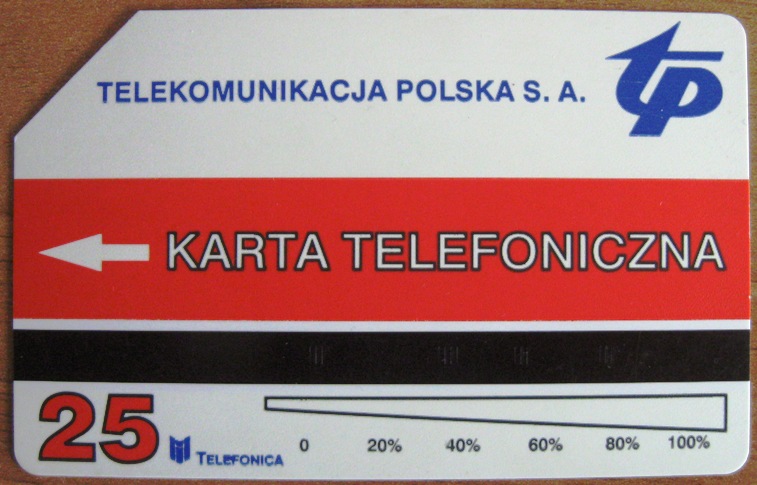 TELEKOMUNIKACJA POLSKA S. A.
tp
KARTA TELEFONICZNA
25
TELEFONICA
0 20% 40% 60% 80% 100%